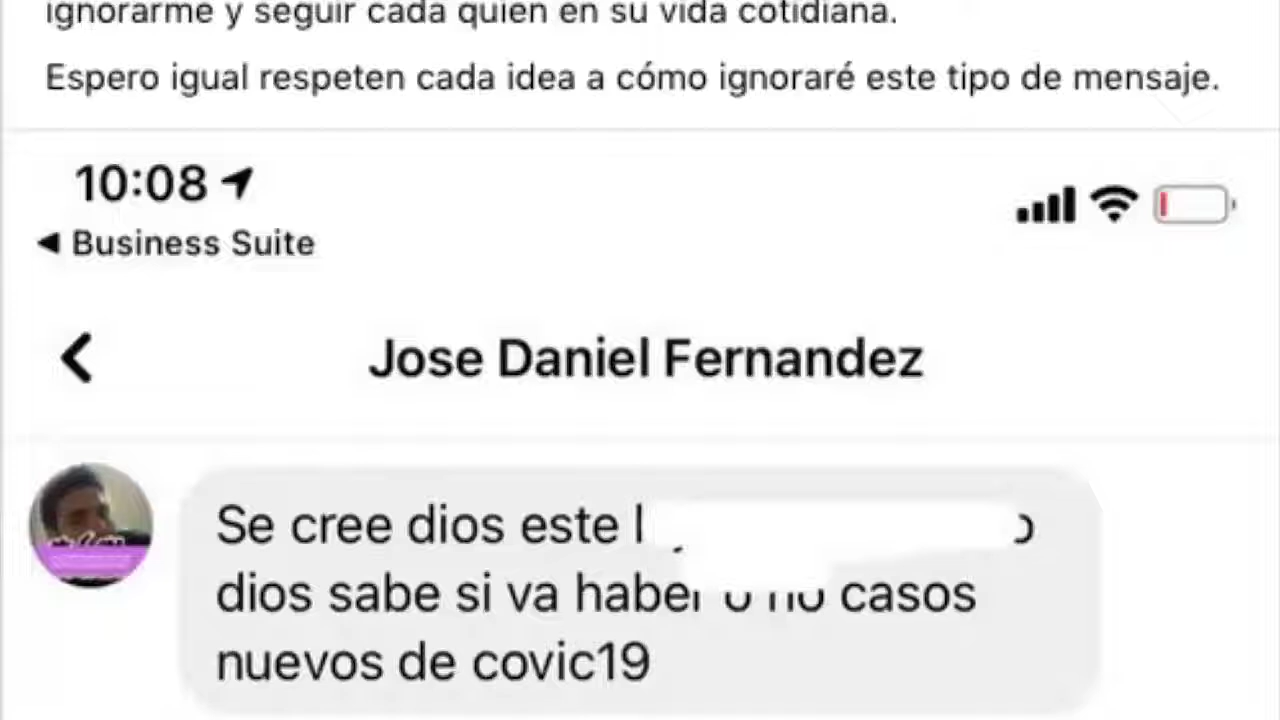 ignorarme y seguir cada quien en su vida cotidiana.
Espero igual respeten cada idea a cómo ignoraré este tipo de mensaje.
10:08
Business Suite
Jose Daniel Fernandez
Se cree dios este
dios sabe si va haber o no casos
nuevos de covic19